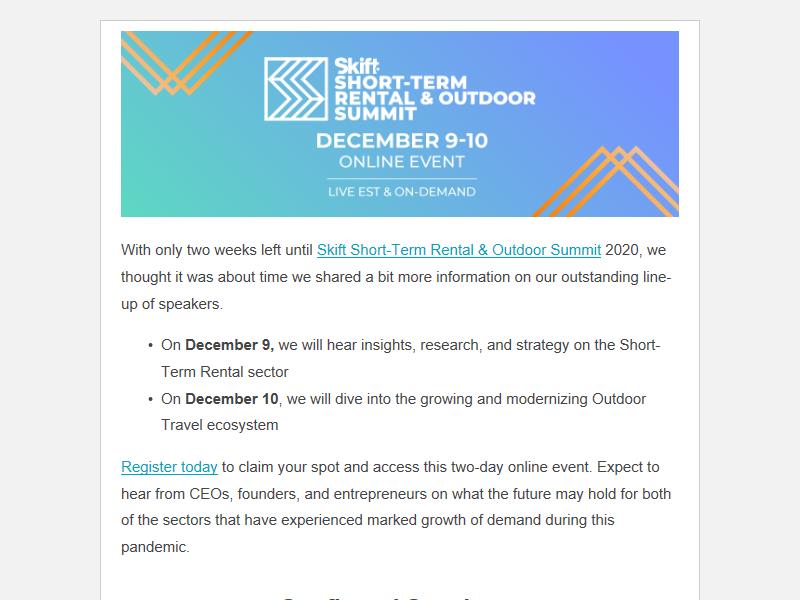 Skift:
SHORT-TERM
RENTAL & OUTDOOR
SUMMIT
DECEMBER 9-10
ONLINE EVENT
LIVE EST & ON-DEMAND
With only two weeks left until Skift Short-Term Rental & Outdoor Summit 2020, we
thought it was about time we shared a bit more information on our outstanding line-
up of speakers.
• On December 9, we will hear insights, research, and strategy on the Short-
Term Rental sector
• On December 10, we will dive into the growing and modernizing Outdoor
Travel ecosystem
Register today to claim your spot and access this two-day online event. Expect to
hear from CEOs, founders, and entrepreneurs on what the future may hold for both
of the sectors that have experienced marked growth of demand during this
pandemic.